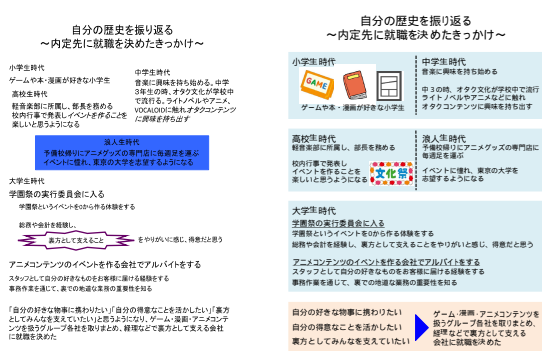 自分の歴史を振り返る
～内定先に就職を決めたきっかけ～
小学生時代
ゲームや本・漫画が好きな小学生
高校生時代
軽音楽部に所属し、部長を務める
校内行事で発表しイベントを作ることを
楽しいと思うようになる
中学生時代
音楽に興味を持ち始める。中学
3年生の時、オタク文化が学校中
で流行る。ライトノベルやアニメ、
VOCALOIDに触れオタクコンテンツ
に興味を持ち出す
浪人生時代
予備校帰りにアニメグッズの専門店に毎週足を運ぶ
イベントに憧れ、東京の大学を志望するようになる
大学生時代
学園祭の実行委員会に入る
学園祭というイベントを0から作る体験をする
総務や会計を経験し、
裏方として支えること
をやりがいに感じ、得意だと思う
アニメコンテンツのイベントを作る会社でアルバイトをする
スタッフとして自分の好きなものをお客様に届ける経験をする
事務作業を通じて、裏での地道な業務の重要性を知る
「自分の好きな物事に携わりたい」「自分の得意なことを活かしたい」「裏方
としてみんなを支えていたい」と思うようになり、ゲーム・漫画・アニメコンテ
ンツを扱うグループ各社を取りまとめ、経理などで裏方として支える会社
に就職を決めた
自分の歴史を振り返る
～内定先に就職を決めたきっかけ～
小学生時代
GAME
ゲームや本・漫画が好きな小学生
中学生時代
音楽に興味を持ち始める
中3の時、オタク文化が学校中で流行
ライトノベルやアニメなどに触れ
オタクコンテンツに興味を持ち出す
高校生時代
軽音楽部に所属し、部長を務める
校内行事で発表し
イベントを作ることを
楽しいと思うようになる
文化祭
浪人生時代
予備校帰りにアニメグッズの専門店に
毎週足を運ぶ
イベントに憧れ、東京の大学を
志望するようになる
大学生時代
学園祭の実行委員会に入る
学園祭というイベントを0から作る体験をする
総務や会計を経験し、裏方として支えることをやりがいと感じ、得意だと思う
アニメコンテンツのイベントを作る会社でアルバイトをする
スタッフとして自分の好きなものをお客様に届ける経験する
事務作業を通じて、裏での地道な業務の重要性を知る
自分の好きな物事に携わりたい
自分の得意なことを活かしたい
裏方としてみんなを支えていたい
ゲーム・漫画・アニメコンテンツを
扱うグループ各社を取りまとめ、
経理などで裏方として支える
会社に就職を決めた